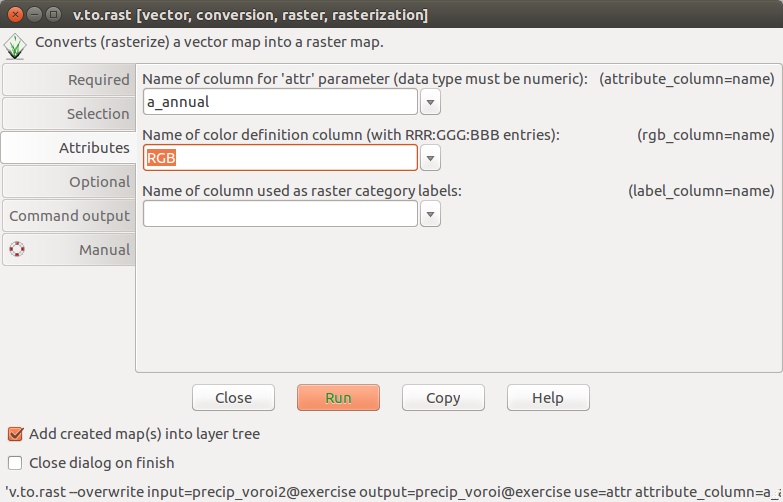 v.to.rast [vector, conversion, raster, rasterization]
Converts (rasterize) a vector map into a raster map.
Required
Selection
Attributes
Optional
Command output
Manual
Name of column for 'attr' parameter (data type must be numeric): (attribute_column=name)
a_annual
Name of color definition column (with RRR:GGG:BBB entries): (rgb_column=name)
RGB
Name of column used as raster category labels: (label_column=name)
Close Run Copy Help
Add created map(s) into layer tree
Close dialog on finish
'v.to.rast --overwrite input=precip_voroi2@exercise output=precip_voroi@exercise use=attr attribute_column=a_